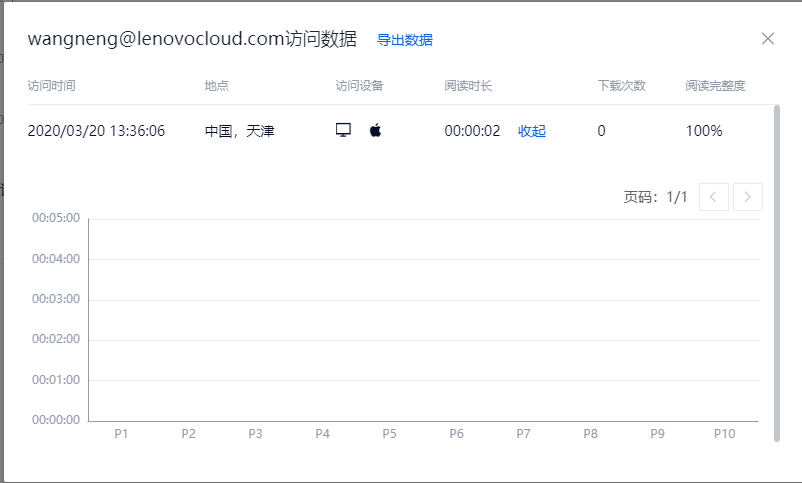 wangneng@lenovocloud.com访问数据 导出数据
访问时间 地点 访问设备 阅读时长 下载次数 阅读完整度
2020/03/20 13:36:06 中国，天津 00:00:02 收起 0 100%
页码：1/1
00:05:00
00:04:00
00:03:00
00:02:00
00:01:00
00:00:00
P1 P2 P3 P4 P5 P6 P7 P8 P9 P10